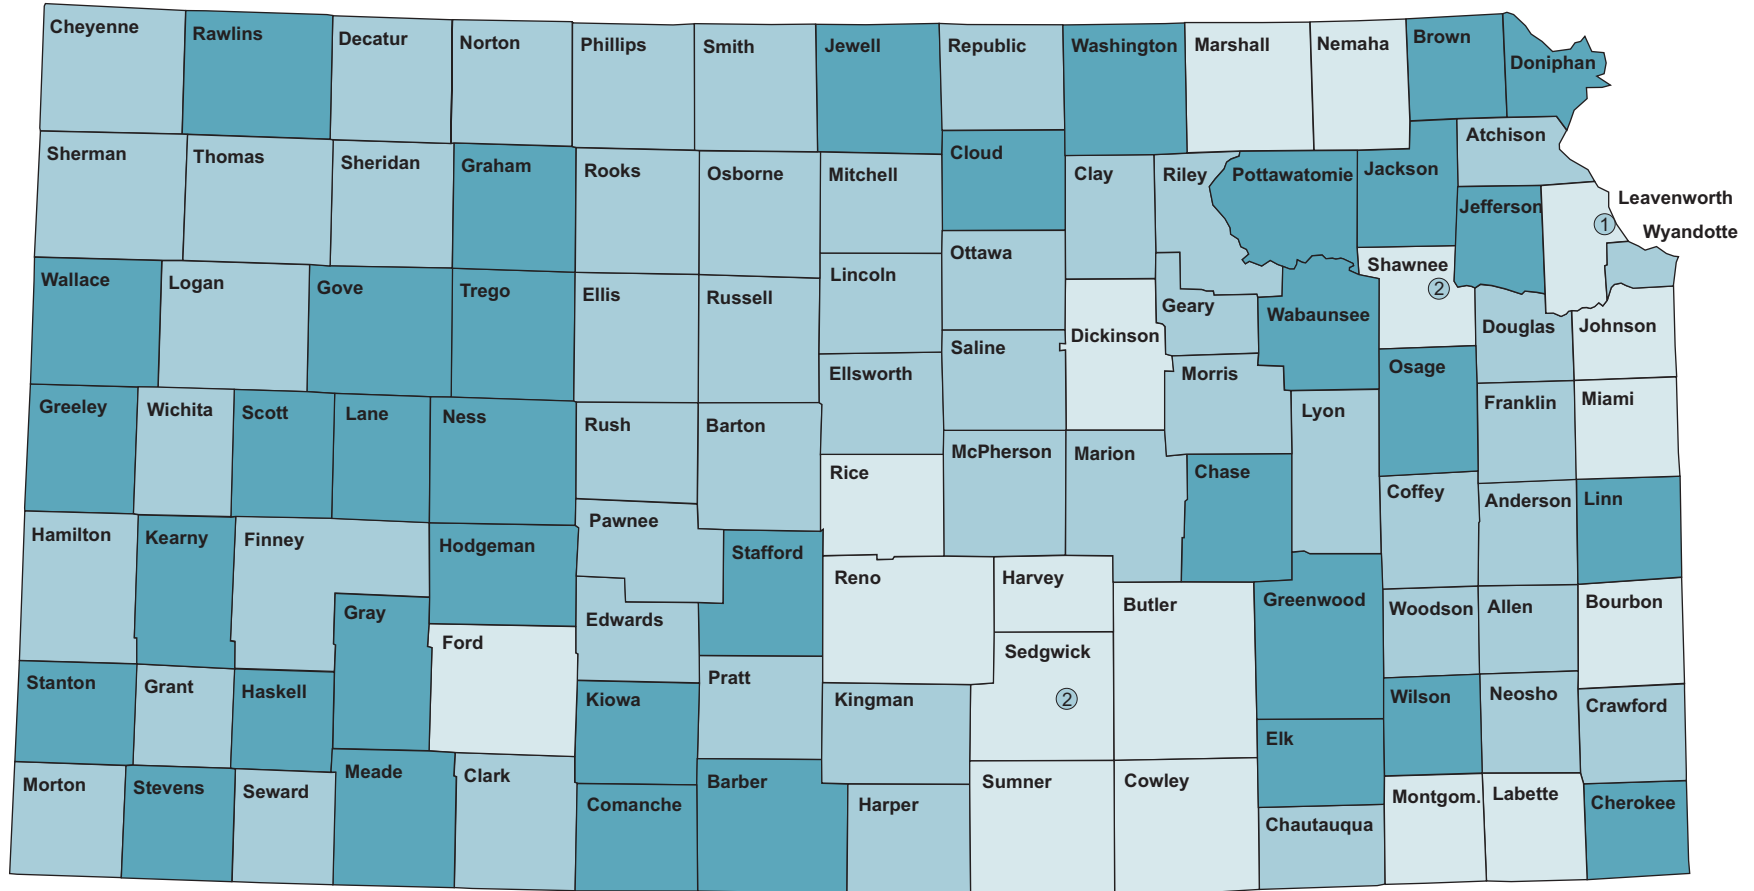 Cheyenne
Rawlins
Decatur
Norton
Phillips
Smith
Jewell
Republic
Washington
Marshall
Nemaha
Brown
Doniphan
Sherman
Thomas
Sheridan
Graham
Rooks
Osborne
Mitchell
Cloud
Clay
Riley
Pottawatomie
Jackson
Atchison
Jefferson
Leavenworth
1
Wyandotte
Wallace
Logan
Gove
Trego
Ellis
Russell
Lincoln
Ottawa
Dickinson
Geary
Wabaunsee
Shawnee
2
Douglas
Johnson
Greeley
Wichita
Scott
Lane
Ness
Rush
Barton
Ellsworth
Saline
Morris
Lyon
Osage
Franklin
Miami
Hamilton
Kearny
Finney
Hodgeman
Pawnee
Stafford
Rice
McPherson
Marion
Chase
Coffey
Anderson
Linn
Gray
Ford
Edwards
Reno
Harvey
Butler
Greenwood
Woodson
Allen
Bourbon
Stanton
Grant
Haskell
Kiowa
Pratt
Kingman
Sedgwick
2
Elk
Wilson
Neosho
Crawford
Morton
Stevens
Seward
Meade
Clark
Comanche
Barber
Harper
Sumner
Cowley
Chautauqua
Montgom.
Labette
Cherokee